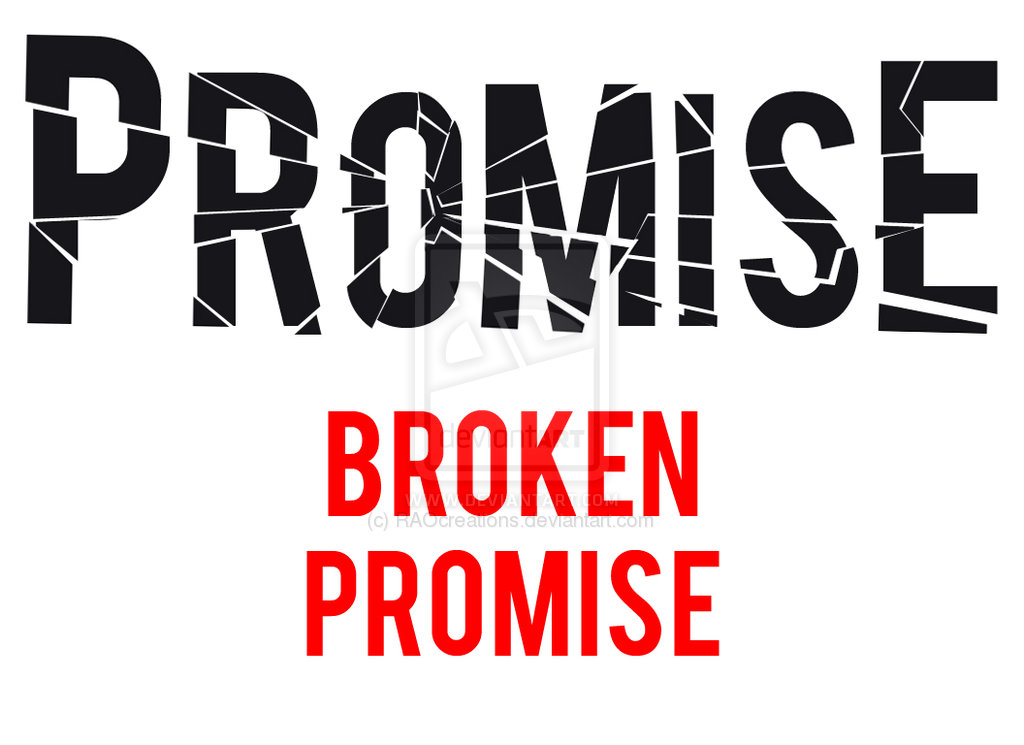 PROMISE
BROKEN
deviantART
WWW.DEVIANTART.COM
(c) RAOcreations.deviantart.com
PROMISE